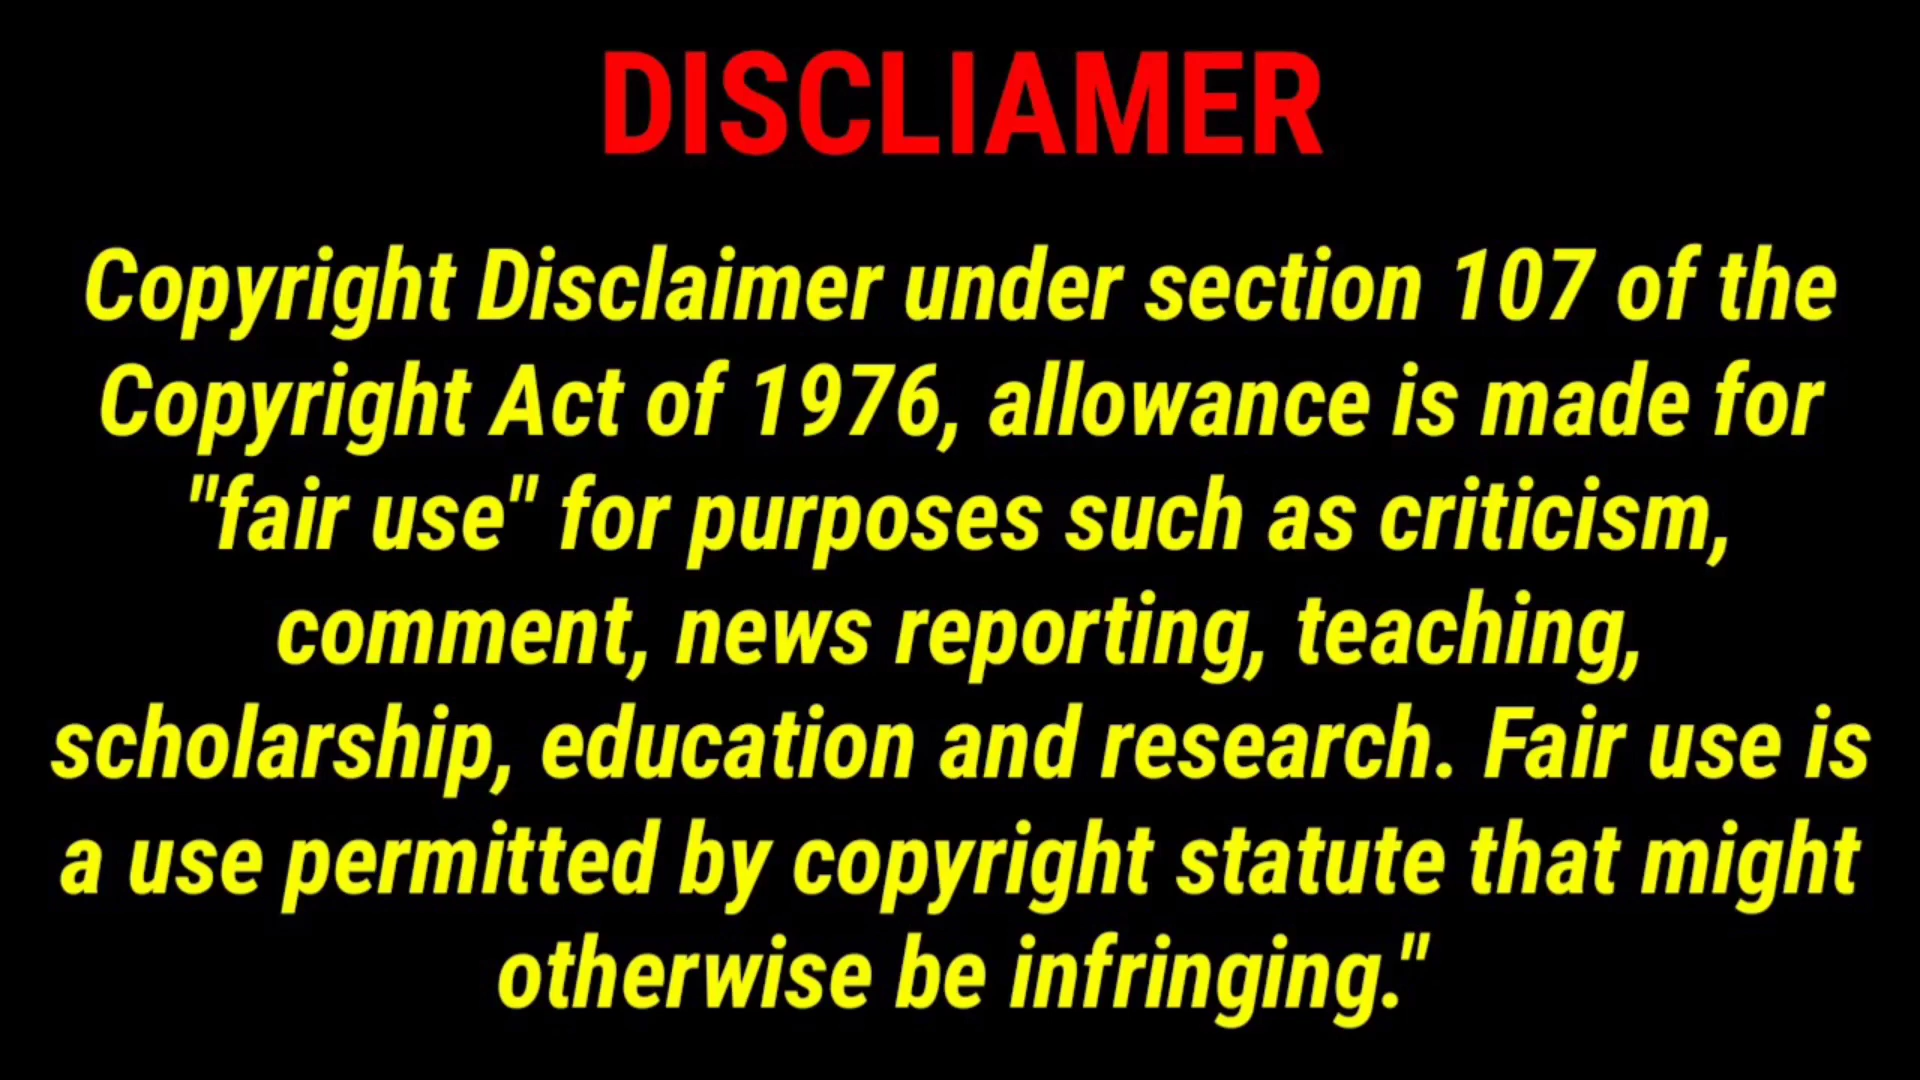 DISCLIAMER
Copyright Disclaimer under section 107 of the
Copyright Act of 1976, allowance is made for
"fair use" for purposes such as criticism,
comment, news reporting, teaching,
scholarship, education and research. Fair use is
a use permitted by copyright statute that might
otherwise be infringing."